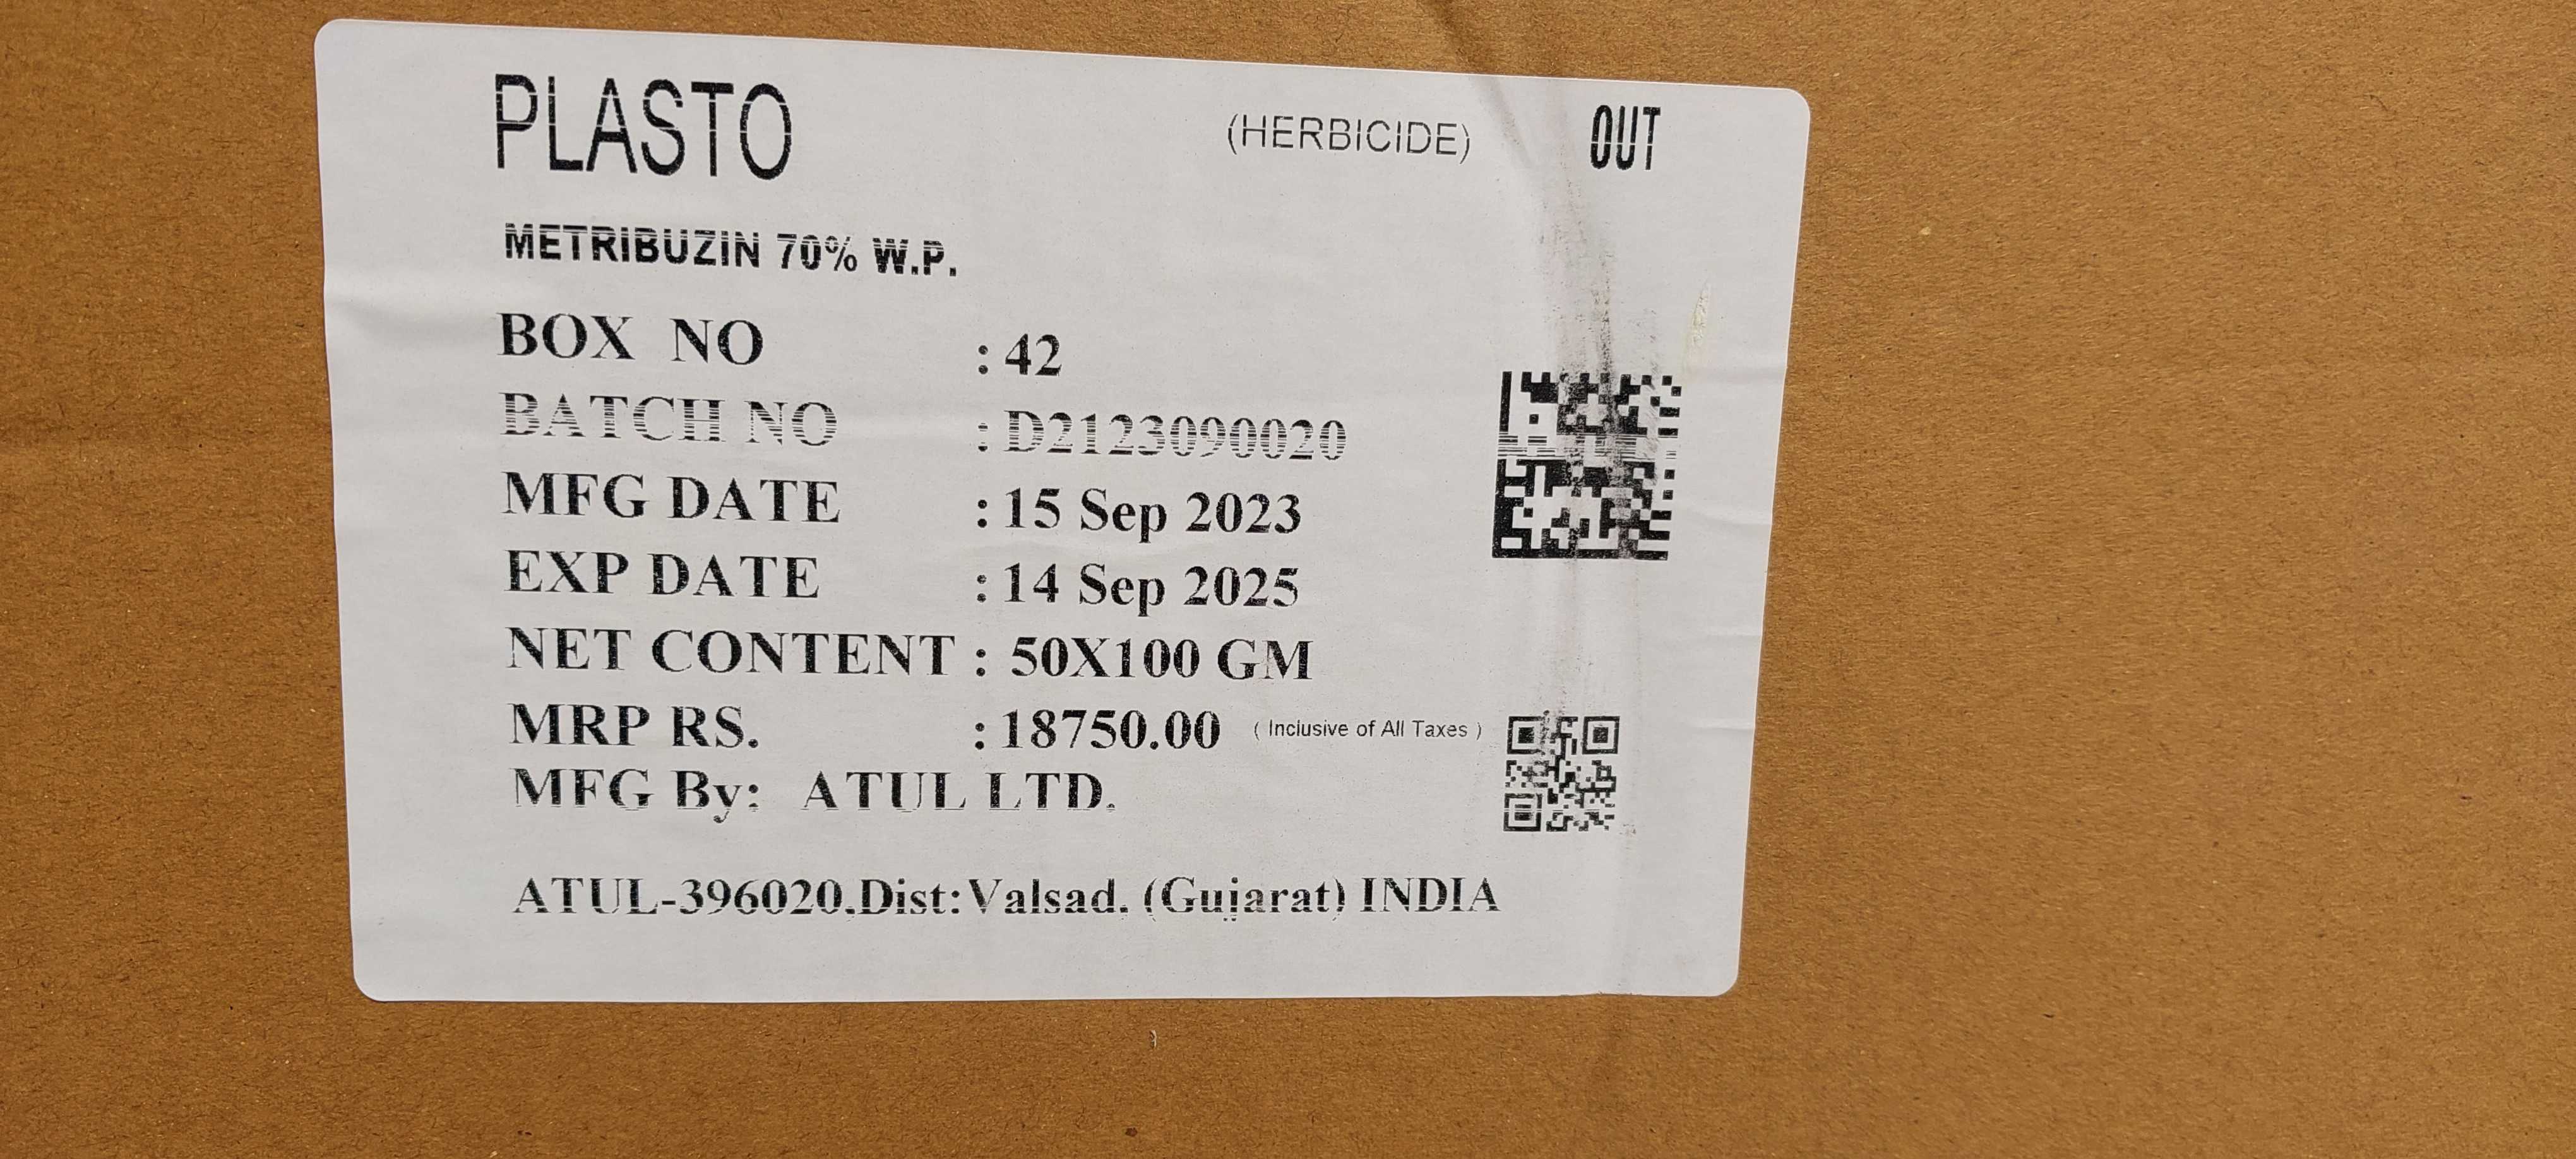 PLASTO (HERBICIDE) OUT
METRIBUZIN 70% W.P.
BOX NO : 42
BATCH NO : D2123090020
MFG DATE : 15 Sep 2023
EXP DATE : 14 Sep 2025
NET CONTENT : 50X100 GM
MRP RS. : 18750.00 ( Inclusive of All Taxes )
MFG By: ATUL LTD.
ATUL-396020.Dist:Valsad. (Gujarat) INDIA